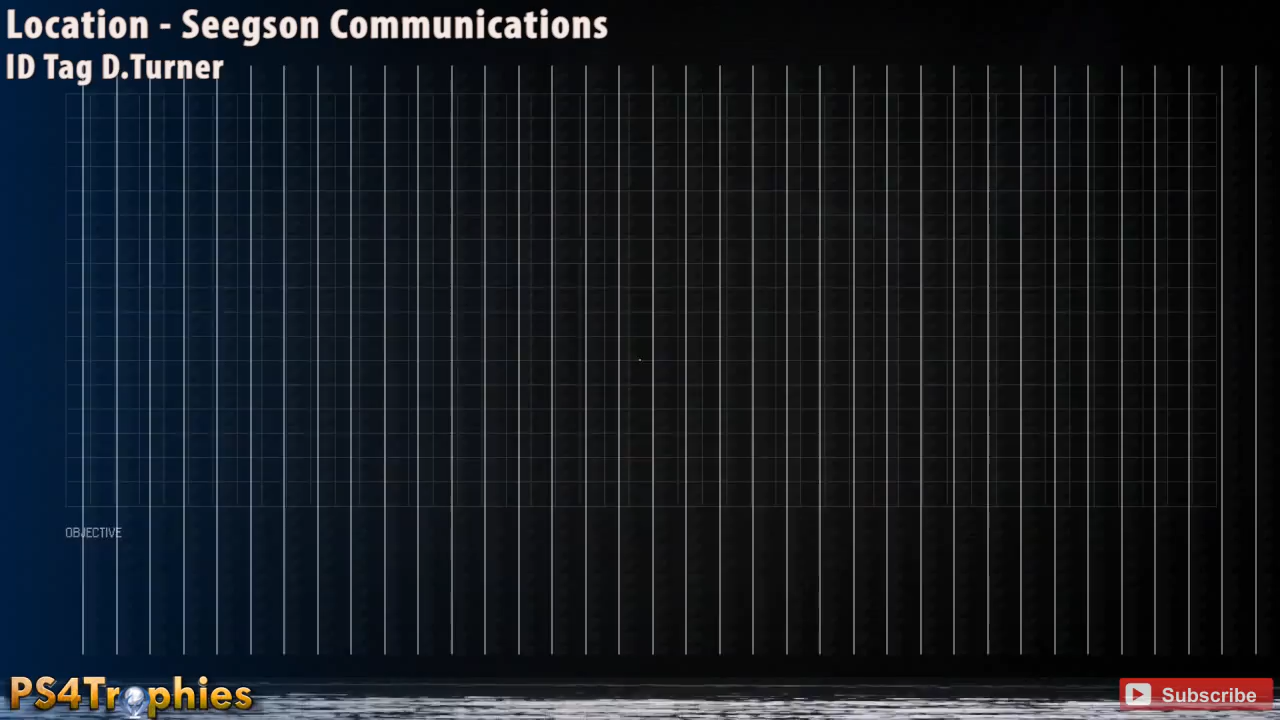 Location - Seegson Communications
ID Tag D.Turner
OBJECTIVE
PS4Trophies
Subscribe